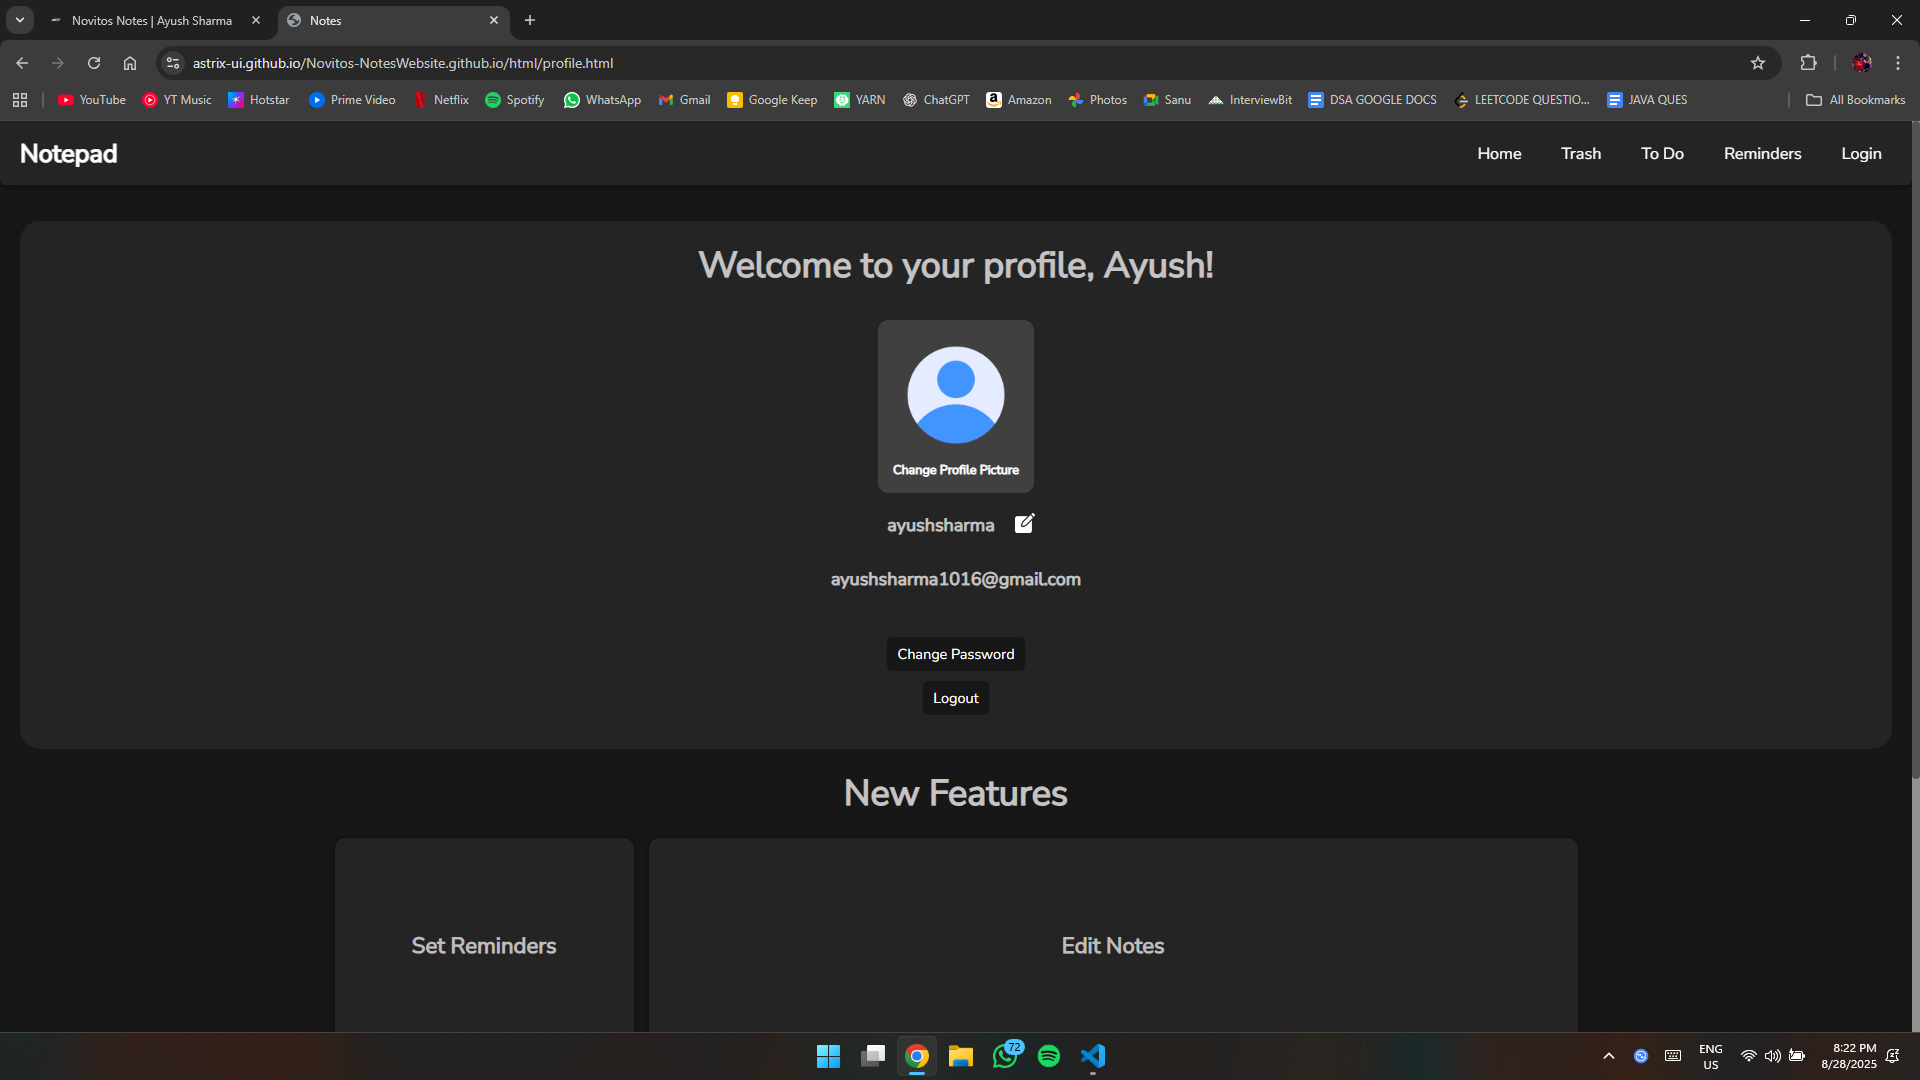 Novitos Notes | Ayush Sharma
Notes
astrix-ui.github.io/Novitos-NotesWebsite.github.io/html/profile.html
YouTube YT Music Hotstar Prime Video Netflix Spotify WhatsApp Gmail Google Keep YARN ChatGPT Amazon Photos Sanu InterviewBit DSA GOOGLE DOCS LEETCODE QUESTIO... JAVA QUES All Bookmarks
Notepad Home Trash To Do Reminders Login
Welcome to your profile, Ayush!
Change Profile Picture
ayushsharma
ayushsharma1016@gmail.com
Change Password
Logout
New Features
Set Reminders Edit Notes
72
ENG
US
8:22 PM
8/28/2025